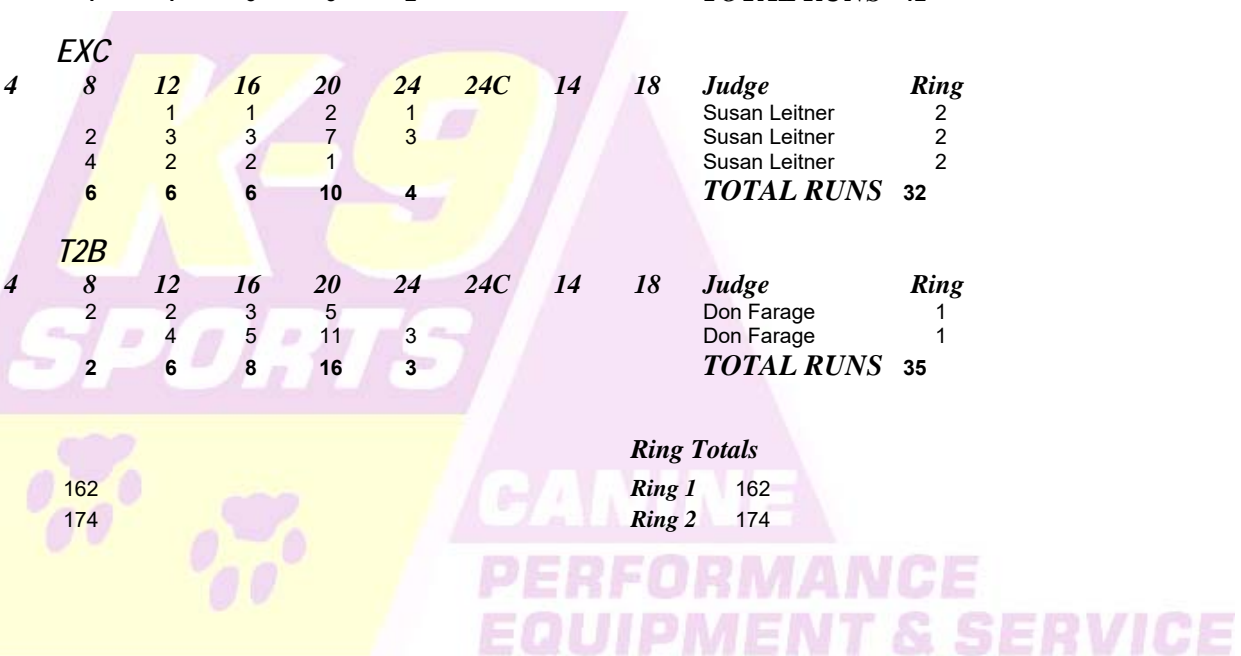 EXC
4 8 12 16 20 24 24C 14 18 Judge Ring
1 1 2 1 Susan Leitner 2
2 3 3 7 3 Susan Leitner 2
4 2 2 1 Susan Leitner 2
6 6 6 10 4 TOTAL RUNS 32
T2B
4 8 12 16 20 24 24C 14 18 Judge Ring
2 2 3 5 Don Farage 1
4 5 11 3 Don Farage 1
2 6 8 16 3 TOTAL RUNS 35
Ring Totals
162 Ring 1 162
174 Ring 2 174
K-9
SPORTS
CANINE
PERFORMANCE
EQUIPMENT & SERVICE